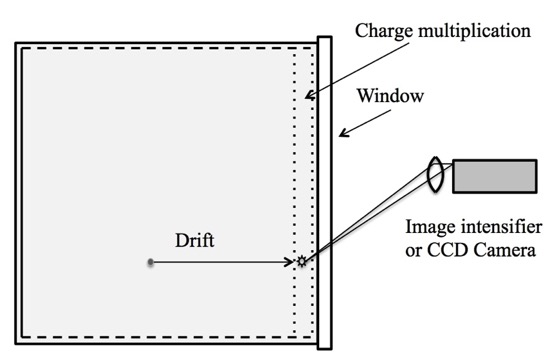 Charge multiplication
Window
Drift
Image intensifier
or CCD Camera